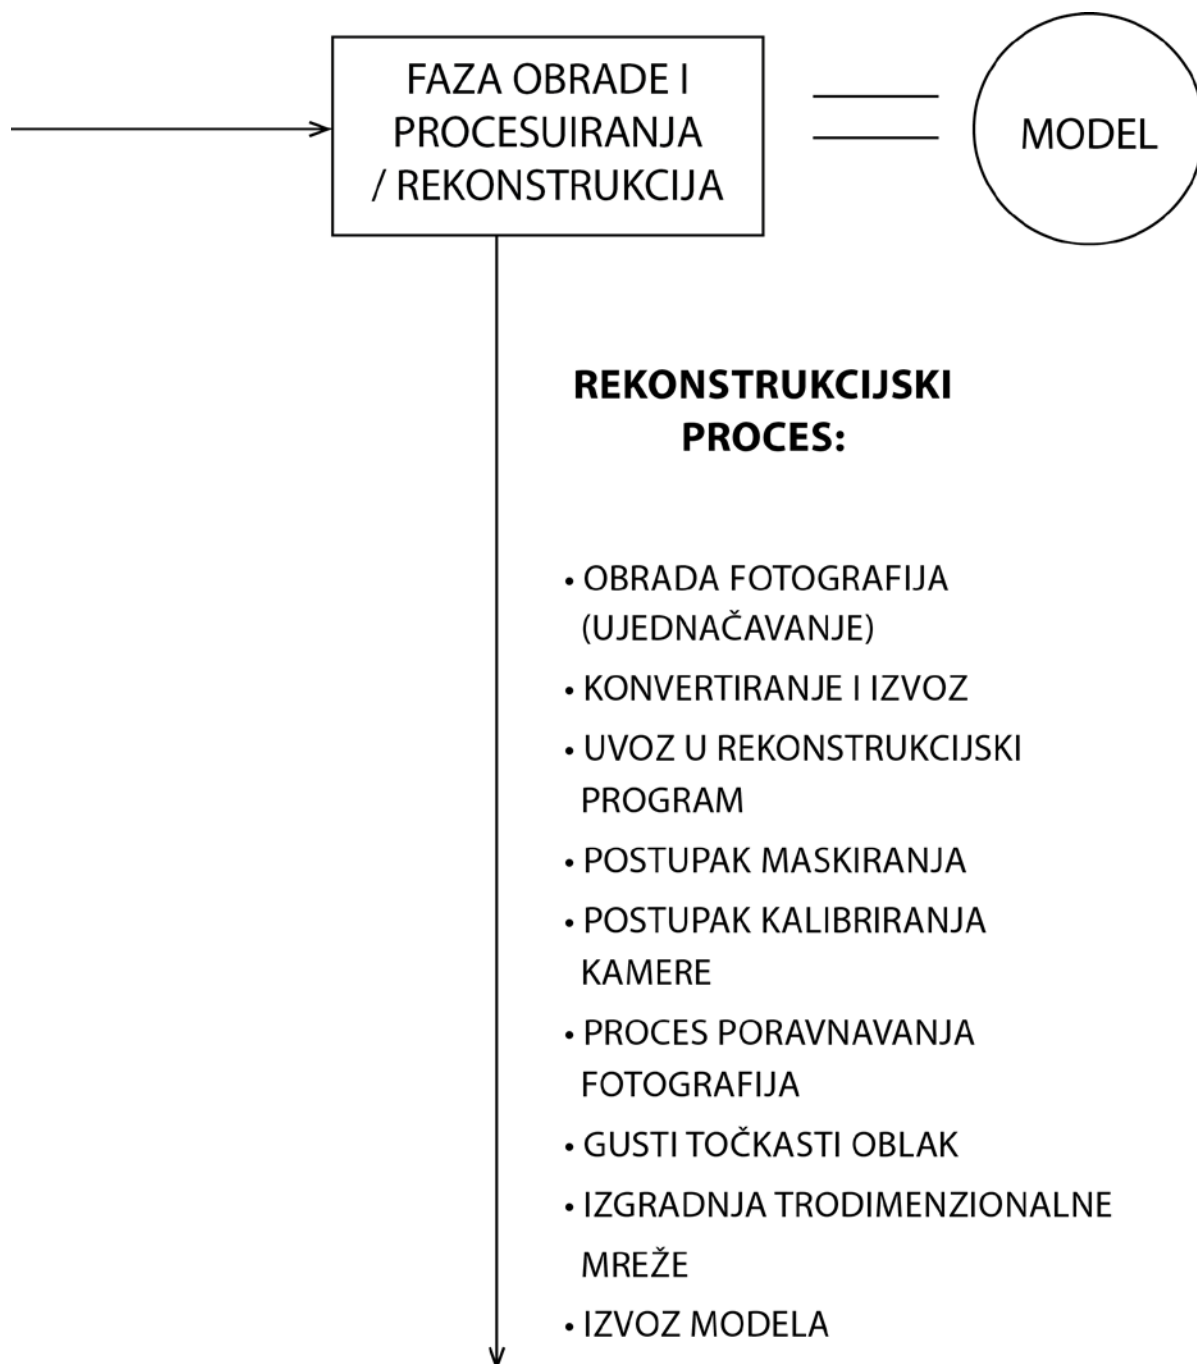 FAZA OBRADE I
PROCESUIRANJA
/ REKONSTRUKCIJA
MODEL
REKONSTRUKCIJSKI
PROCES:
• OBRADA FOTOGRAFIJA
(UJEDNAČAVANJE)
• KONVERTIRANJE I IZVOZ
• UVOZ U REKONSTRUKCIJSKI
PROGRAM
• POSTUPAK MASKIRANJA
• POSTUPAK KALIBRIRANJA
KAMERE
• PROCES PORAVNAVANJA
FOTOGRAFIJA
• GUSTI TOČKASTI OBLAK
• IZGRADNJA TRODIMENZIONALNE
MREŽE
• IZVOZ MODELA